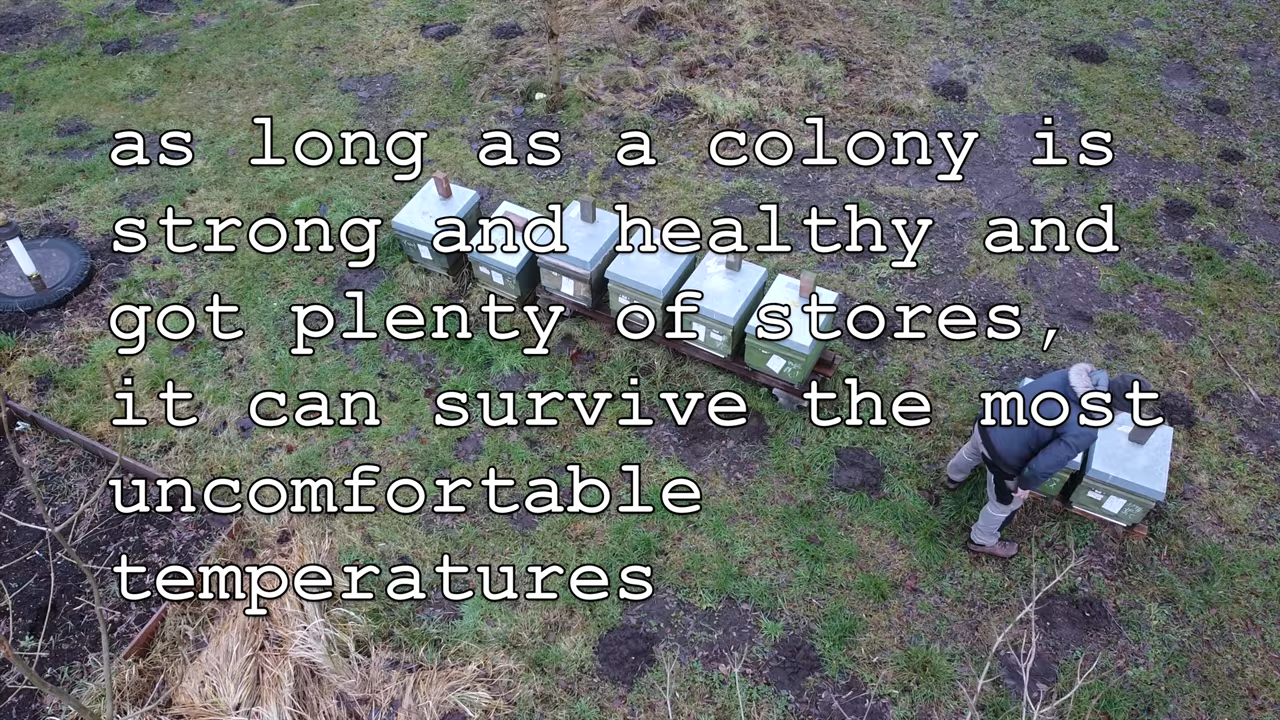 as long as a colony is
strong and healthy and
got plenty of stores,
it can survive the most
uncomfortable
temperatures